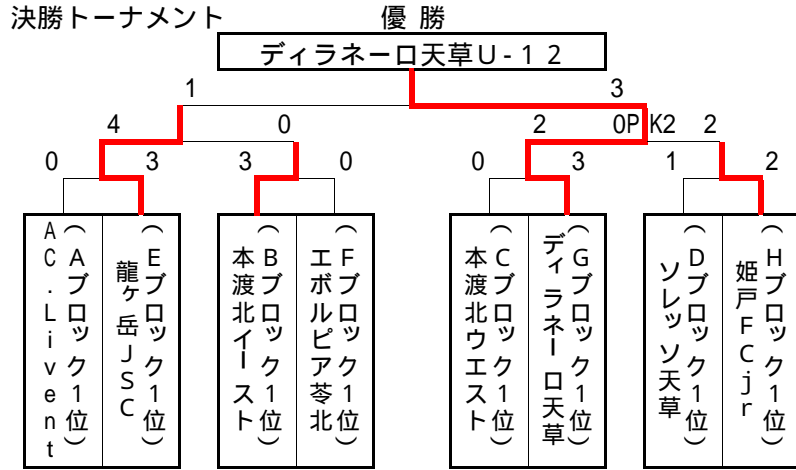 決勝トーナメント 優 勝
ディラネーロ天草U-12
1 3
4 0 2 0PK2 2
0 3 3 0 0 3 1 2
(Aブロック1位)
AC.Livent
(Eブロック1位)
龍ヶ岳JSC
(Bブロック1位)
本渡北イースト
(Fブロック1位)
エボルピア苓北
(Cブロック1位)
本渡北ウエスト
(Gブロック1位)
ディラネーロ天草
(Dブロック1位)
ソレッソ天草
(Hブロック1位)
姫戸FCjr